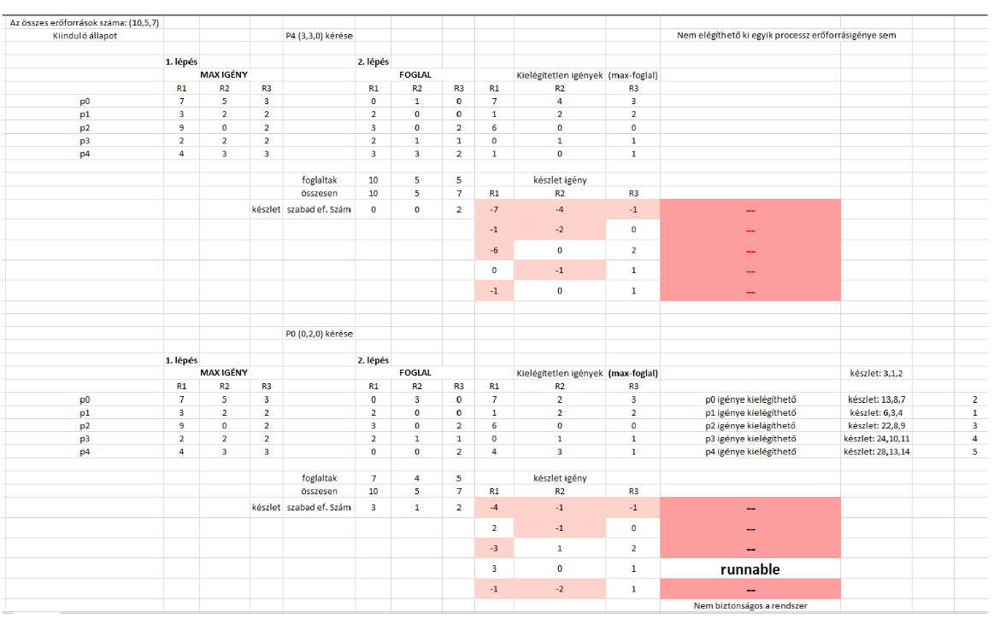 Az összes erőforrások száma: (10,5,7)
Kiinduló állapot P4 (3,3,0) kérése Nem elégíthető ki egyik processz erőforrásigénye sem
1. lépés 2. lépés
MAX IGÉNY FOGLAL Kielégítetlen igények (max-foglal)
R1 R2 R3 R1 R2 R3 R1 R2 R3
p0 7 5 3 0 1 0 7 4 3
p1 3 2 2 2 0 0 1 2 2
p2 9 0 2 3 0 2 6 0 0
p3 2 2 2 2 1 1 0 1 1
p4 4 3 3 3 3 2 1 0 1
foglaltak 10 5 5 készlet igény
összesen 10 5 7 R1 R2 R3
készlet szabad ef. Szám 0 0 2 -7 -4 -1 --
-1 -2 0 --
-6 0 2 --
0 -1 1 --
-1 0 1 --
P0 (0,2,0) kérése
1. lépés 2. lépés
MAX IGÉNY FOGLAL Kielégítetlen igények (max-foglal) készlet: 3,1,2
R1 R2 R3 R1 R2 R3 R1 R2 R3
p0 7 5 3 0 3 0 7 2 3 p0 igénye kielégíthető készlet: 13,8,7 2
p1 3 2 2 2 0 0 1 2 2 p1 igénye kielégíthető készlet: 6,3,4 1
p2 9 0 2 3 0 2 6 0 0 p2 igénye kielágíthető készlet: 22,8,9 3
p3 2 2 2 2 1 1 0 1 1 p3 igénye kielégíthető készlet: 24,10,11 4
p4 4 3 3 0 0 2 4 3 1 p4 igénye kielégíthető készlet: 28,13,14 5
foglaltak 7 4 5 készlet igény
összesen 10 5 7 R1 R2 R3
készlet szabad ef. Szám 3 1 2 -4 -1 -1 --
2 -1 0 --
-3 1 2 --
3 0 1 runnable
-1 -2 1 --
Nem biztonságos a rendszer